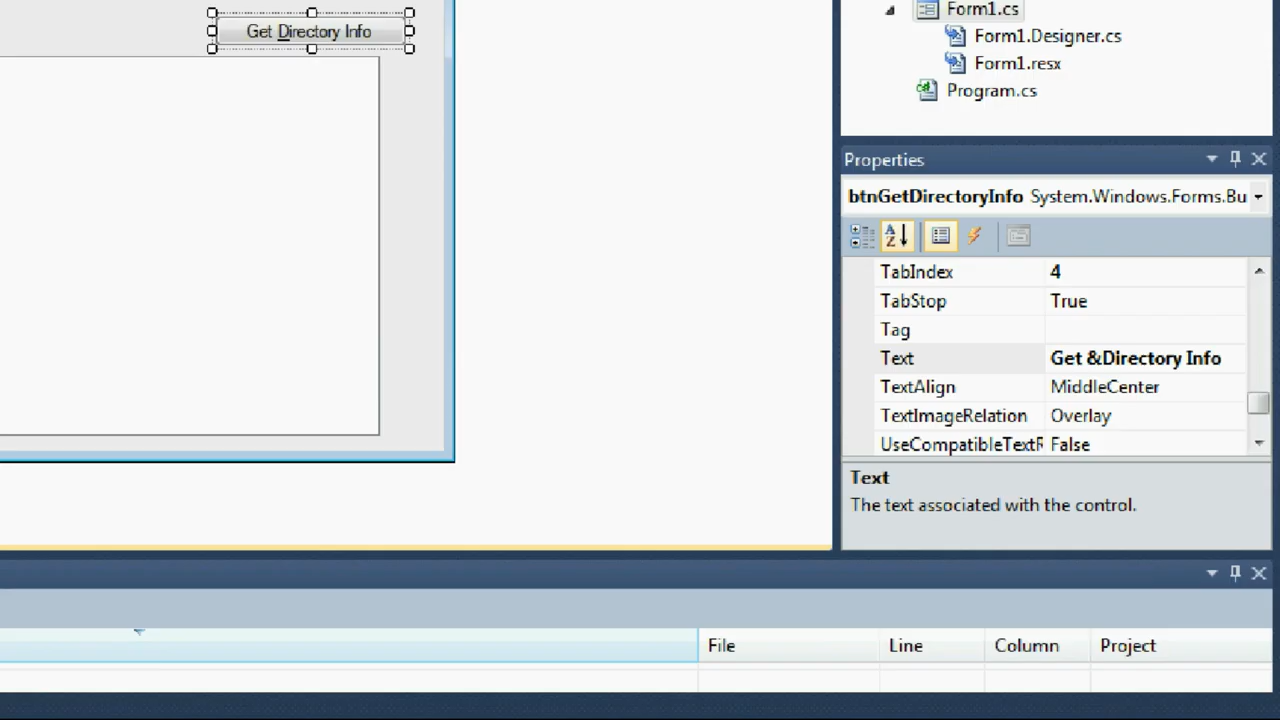 Get Directory Info
Form1.cs
Form1.Designer.cs
Form1.resx
Program.cs
Properties
btnGetDirectoryInfo System.Windows.Forms.Bu
TabIndex 4
TabStop True
Tag
Text Get &Directory Info
TextAlign MiddleCenter
TextImageRelation Overlay
UseCompatibleTextR False
Text
The text associated with the control.
File Line Column Project